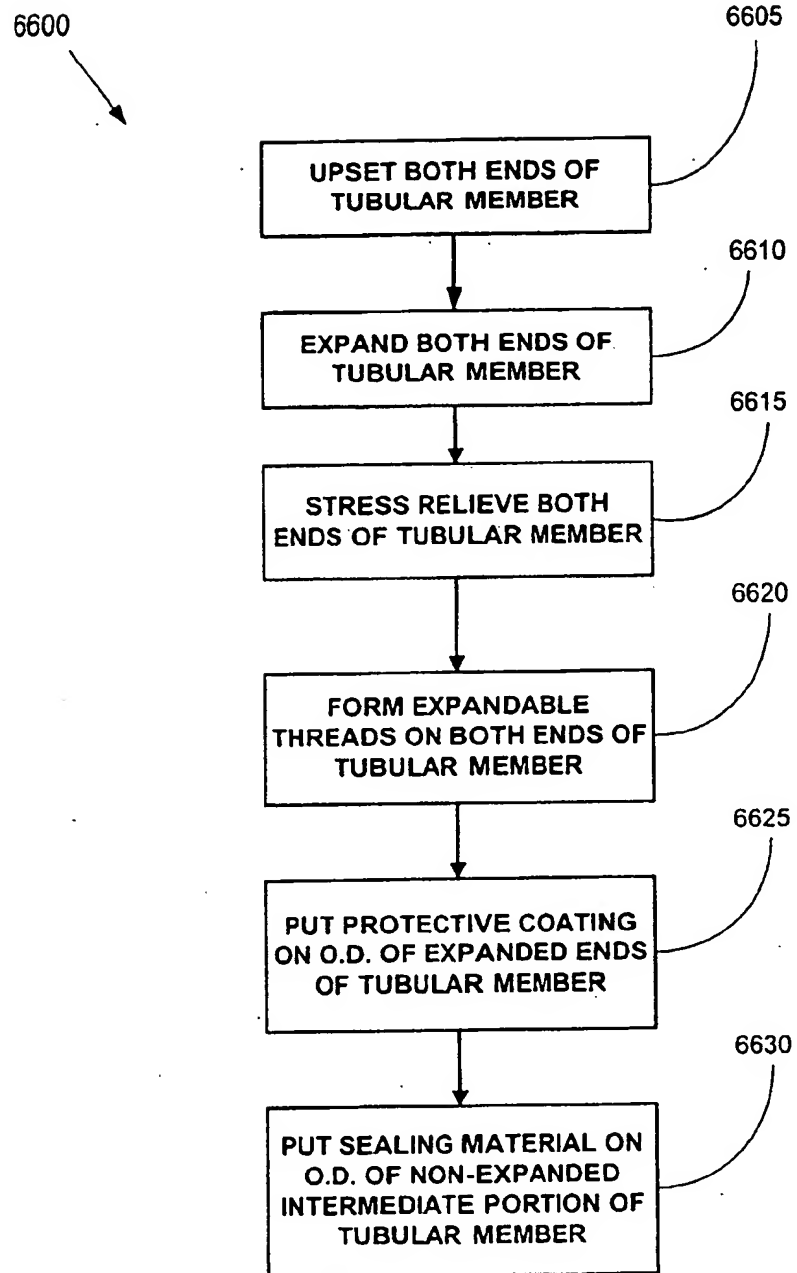 6600
6605
UPSET BOTH ENDS OF
TUBULAR MEMBER
6610
EXPAND BOTH ENDS OF
TUBULAR MEMBER
6615
STRESS RELIEVE BOTH
ENDS OF TUBULAR MEMBER
6620
FORM EXPANDABLE
THREADS ON BOTH ENDS OF
TUBULAR MEMBER
6625
PUT PROTECTIVE COATING
ON O.D. OF EXPANDED ENDS
OF TUBULAR MEMBER
6630
PUT SEALING MATERIAL ON
O.D. OF NON-EXPANDED
INTERMEDIATE PORTION OF
TUBULAR MEMBER